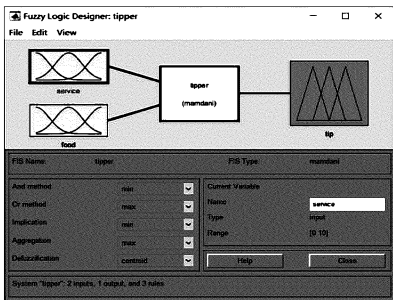 Fuzzy Logic Designer: tipper
File Edit View
service
food
tipper
(mamdani)
tip
FIS Name: tipper FIS Type: mamdani
And method min
Or method max
Implication min
Aggregation max
Defuzzification centroid
Current Variable
Name service
Type input
Range [0 10]
Help Close
System "tipper": 2 inputs, 1 output, and 3 rules